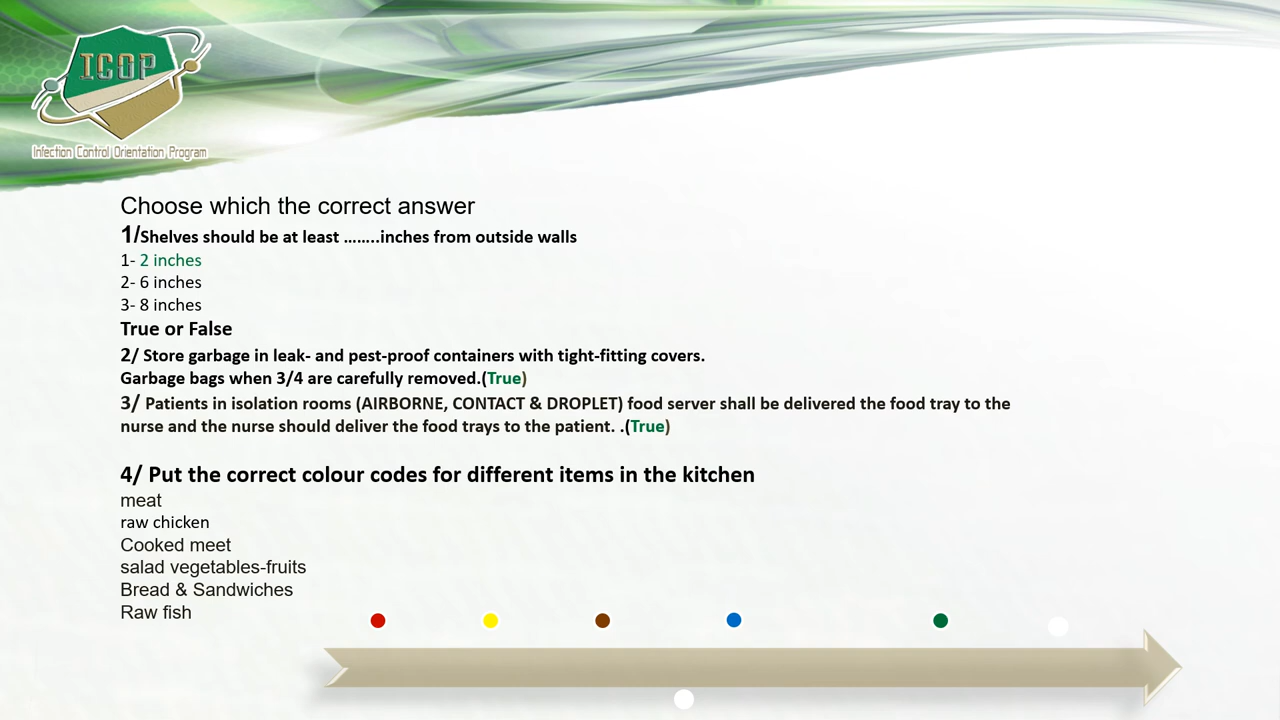 ICOP
Infection Control Orientation Program
Choose which the correct answer
1/Shelves should be at least ……..inches from outside walls
1- 2 inches
2- 6 inches
3- 8 inches
True or False
2/ Store garbage in leak- and pest-proof containers with tight-fitting covers.
Garbage bags when 3/4 are carefully removed.(True)
3/ Patients in isolation rooms (AIRBORNE, CONTACT & DROPLET) food server shall be delivered the food tray to the
nurse and the nurse should deliver the food trays to the patient. .(True)
4/ Put the correct colour codes for different items in the kitchen
meat
raw chicken
Cooked meet
salad vegetables-fruits
Bread & Sandwiches
Raw fish